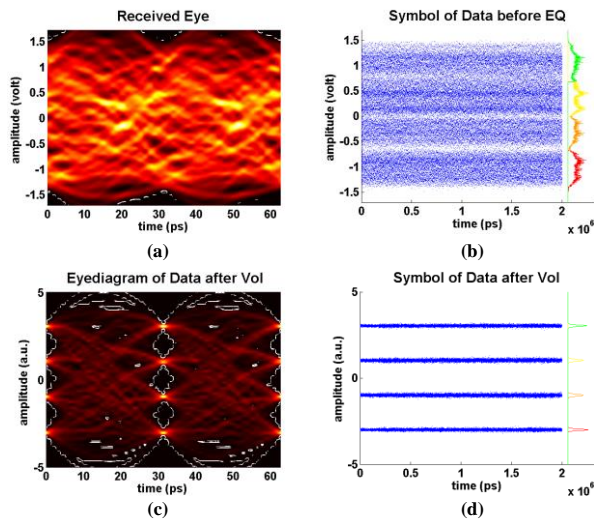 Received Eye
amplitude (volt)
1.5
1
0.5
0
-0.5
-1
-1.5
0 10 20 30 40 50 60
time (ps)
(a)
Symbol of Data before EQ
amplitude (volt)
1.5
1
0.5
0
-0.5
-1
-1.5
0 0.5 1 1.5 2
time (ps)
x 10^6
(b)
Eyediagram of Data after Vol
amplitude (a.u.)
5
0
-5
0 10 20 30 40 50 60
time (ps)
(c)
Symbol of Data after Vol
amplitude (a.u.)
5
0
-5
0 0.5 1 1.5 2
time (ps)
x 10^6
(d)